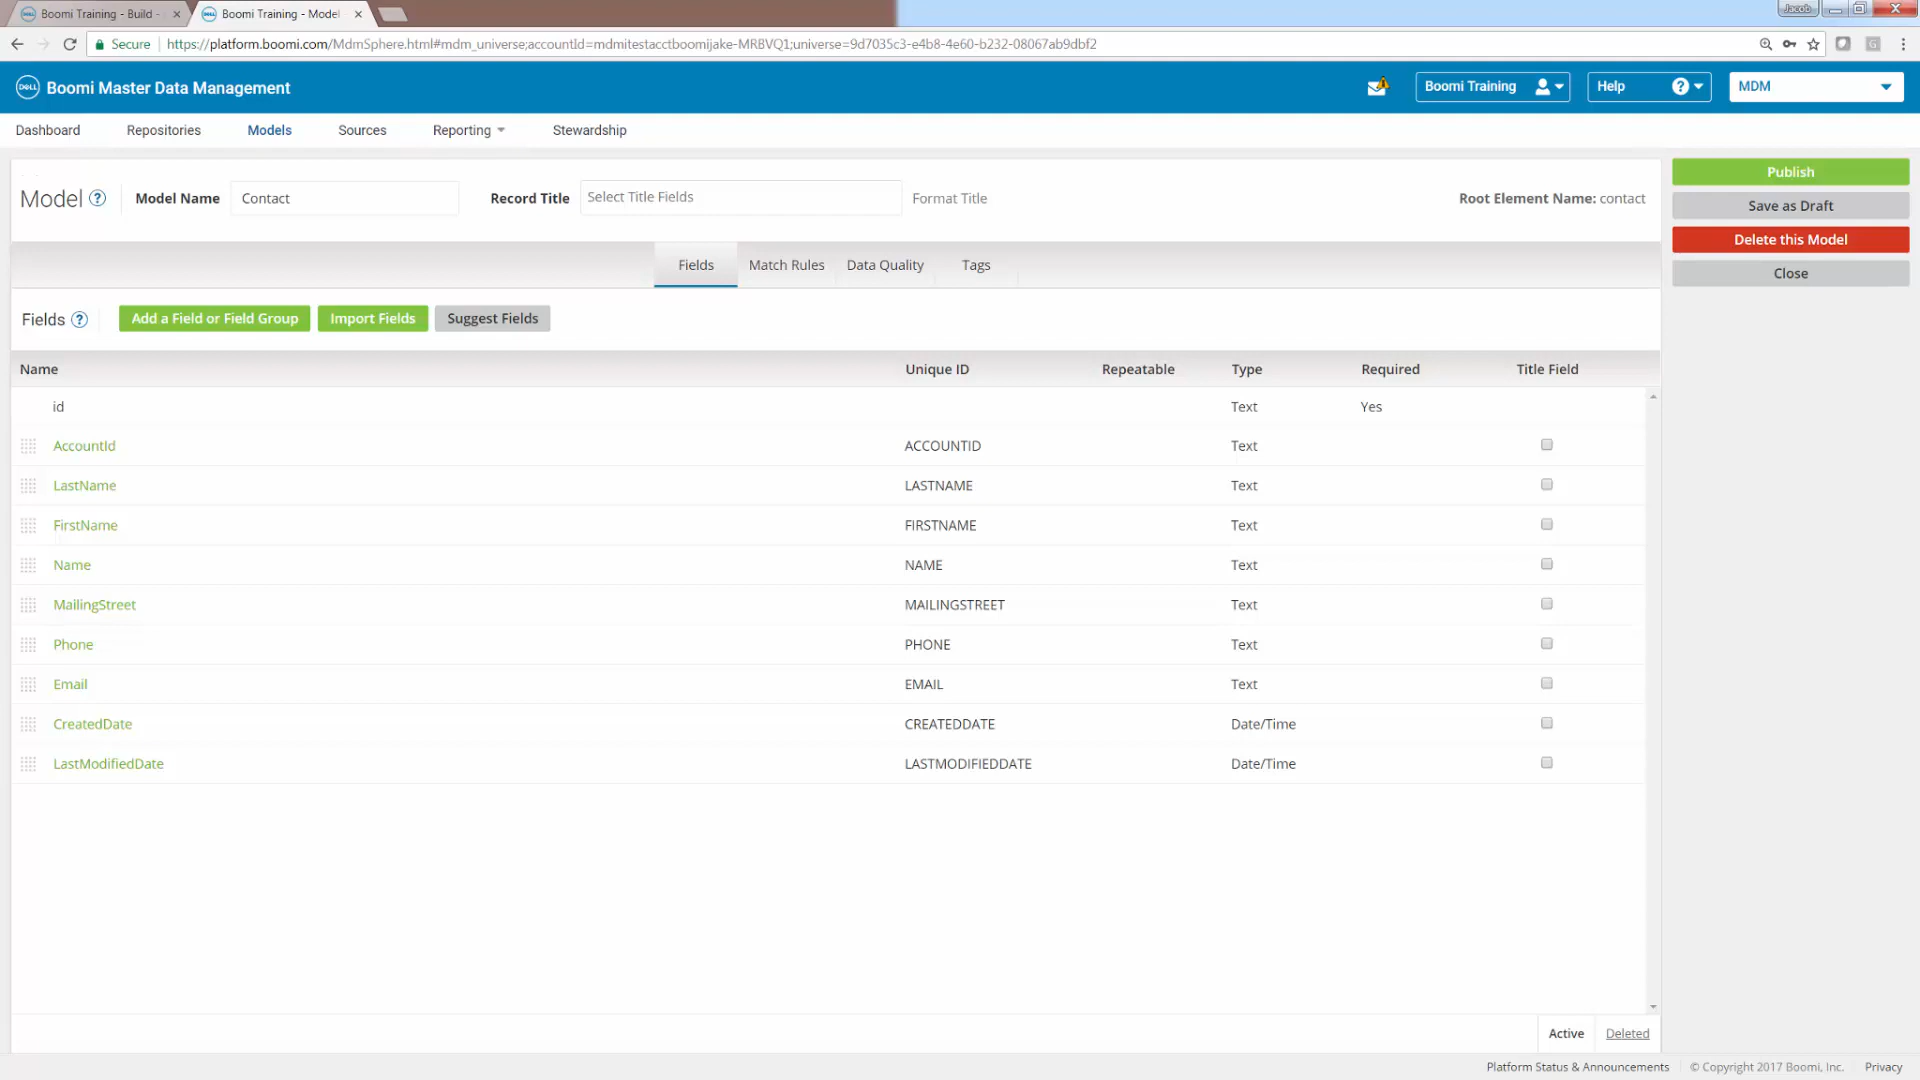 Boomi Training - Build -
Boomi Training - Model
Jacob
Secure
https://platform.boomi.com/MdmSphere.html#mdm_universe;accountId=mdmitestacctboomijake-MRBVQ1;universe=9d7035c3-e4b8-4e60-b232-08067ab9dbf2
DELL Boomi Master Data Management
Boomi Training
Help
MDM
Dashboard Repositories Models Sources Reporting Stewardship
Model ? Model Name Contact Record Title Select Title Fields Format Title Root Element Name: contact
Publish
Save as Draft
Delete this Model
Close
Fields Match Rules Data Quality Tags
Fields ? Add a Field or Field Group Import Fields Suggest Fields
Name Unique ID Repeatable Type Required Title Field
id Text Yes
AccountId ACCOUNTID Text
LastName LASTNAME Text
FirstName FIRSTNAME Text
Name NAME Text
MailingStreet MAILINGSTREET Text
Phone PHONE Text
Email EMAIL Text
CreatedDate CREATEDDATE Date/Time
LastModifiedDate LASTMODIFIEDDATE Date/Time
Active Deleted
Platform Status & Announcements © Copyright 2017 Boomi, Inc. Privacy